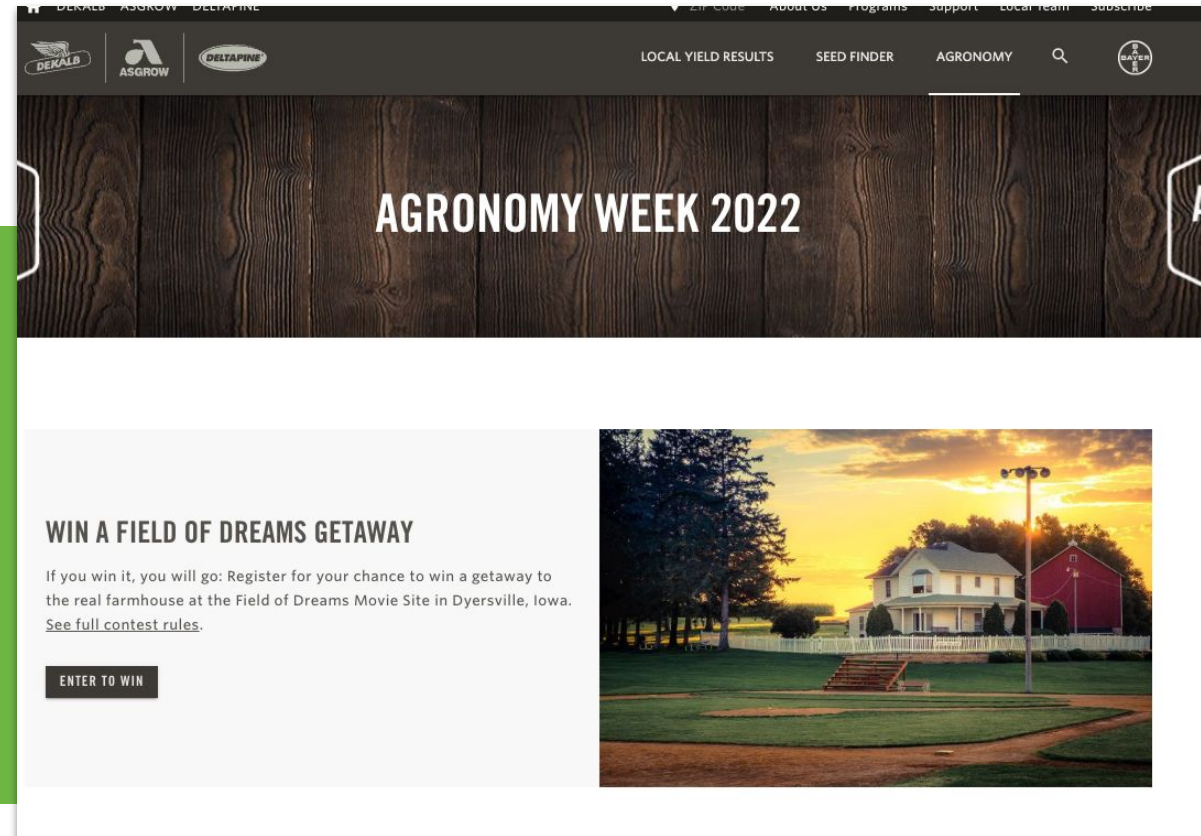 DEKALB ASGROW DELTAPINE ZIP Code About Us Programs Support Local Team Subscribe
DEKALB ASGROW DELTAPINE LOCAL YIELD RESULTS SEED FINDER AGRONOMY BAYER
AGRONOMY WEEK 2022
WIN A FIELD OF DREAMS GETAWAY
If you win it, you will go: Register for your chance to win a getaway to
the real farmhouse at the Field of Dreams Movie Site in Dyersville, Iowa.
See full contest rules.
ENTER TO WIN